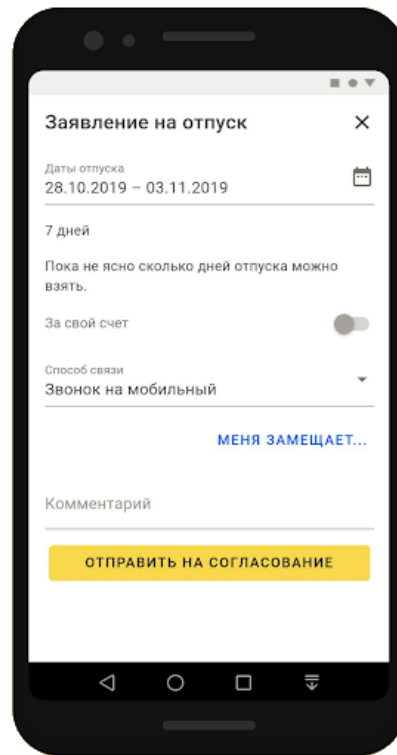 Заявление на отпуск
Даты отпуска
28.10.2019 – 03.11.2019
7 дней
Пока не ясно сколько дней отпуска можно
взять.
За свой счет
Способ связи
Звонок на мобильный
МЕНЯ ЗАМЕЩАЕТ...
Комментарий
ОТПРАВИТЬ НА СОГЛАСОВАНИЕ